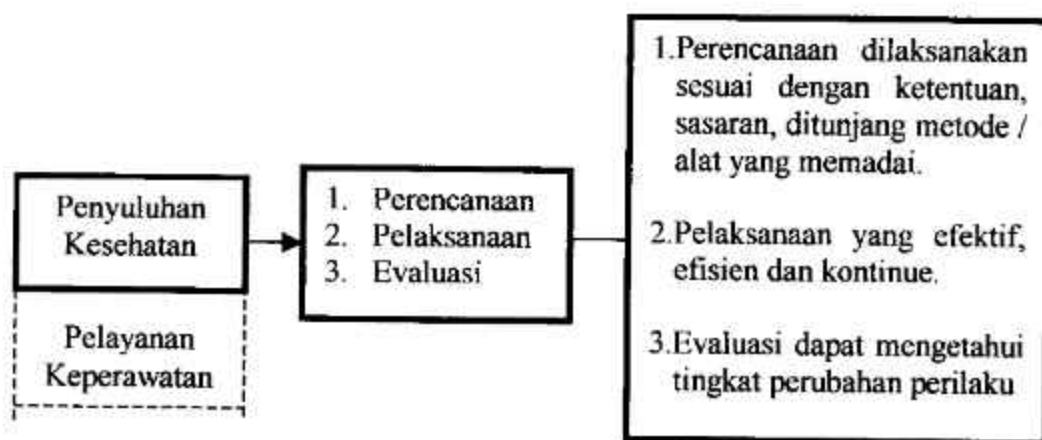 Penyuluhan
Kesehatan
Pelayanan
Keperawatan
1. Perencanaan
2. Pelaksanaan
3. Evaluasi
1.Perencanaan dilaksanakan
sesuai dengan ketentuan,
sasaran, ditunjang metode /
alat yang memadai.
2.Pelaksanaan yang efektif,
efisien dan kontinue.
3.Evaluasi dapat mengetahui
tingkat perubahan perilaku